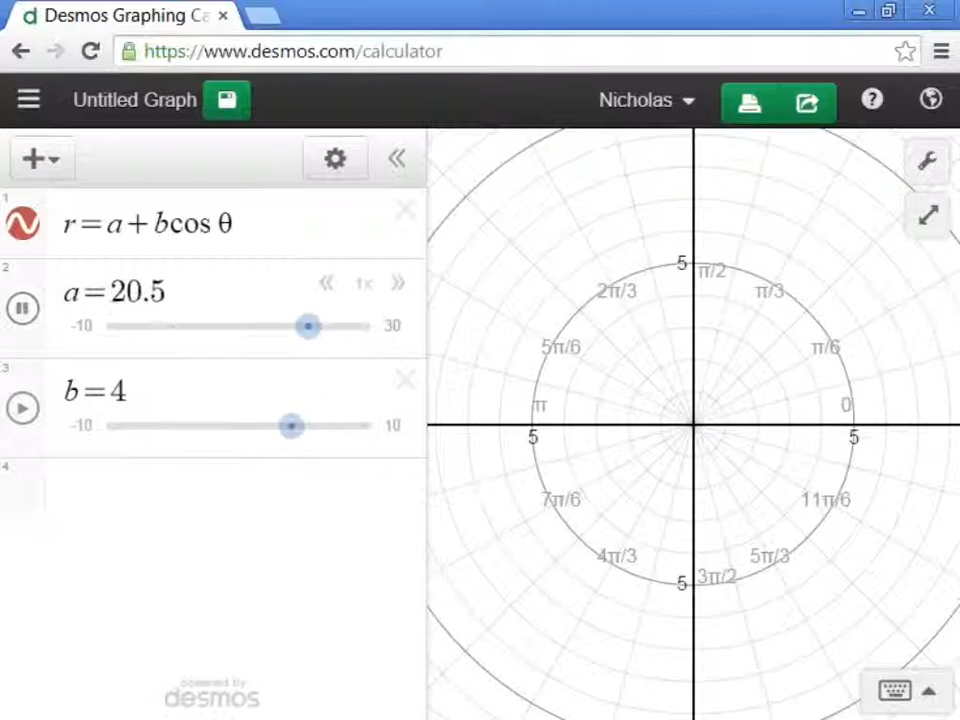 Desmos Graphing Ca
https://www.desmos.com/calculator
Untitled Graph
Nicholas
1
r=a+bcos θ
2
a=20.5
1x
-10
30
3
b=4
-10
10
4
powered by
desmos
5
π/2
2π/3
π/3
5π/6
π/6
π
0
5
5
7π/6
11π/6
4π/3
5π/3
5
3π/2